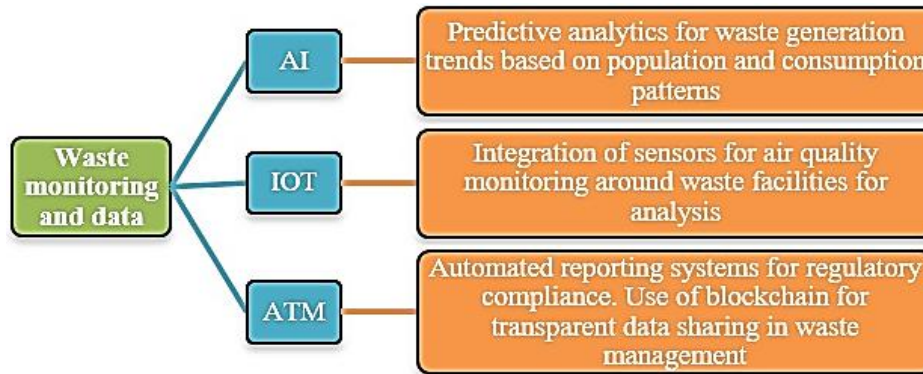 Waste
monitoring
and data
AI
Predictive analytics for waste generation
trends based on population and consumption
patterns
IOT
Integration of sensors for air quality
monitoring around waste facilities for
analysis
ATM
Automated reporting systems for regulatory
compliance. Use of blockchain for
transparent data sharing in waste
management